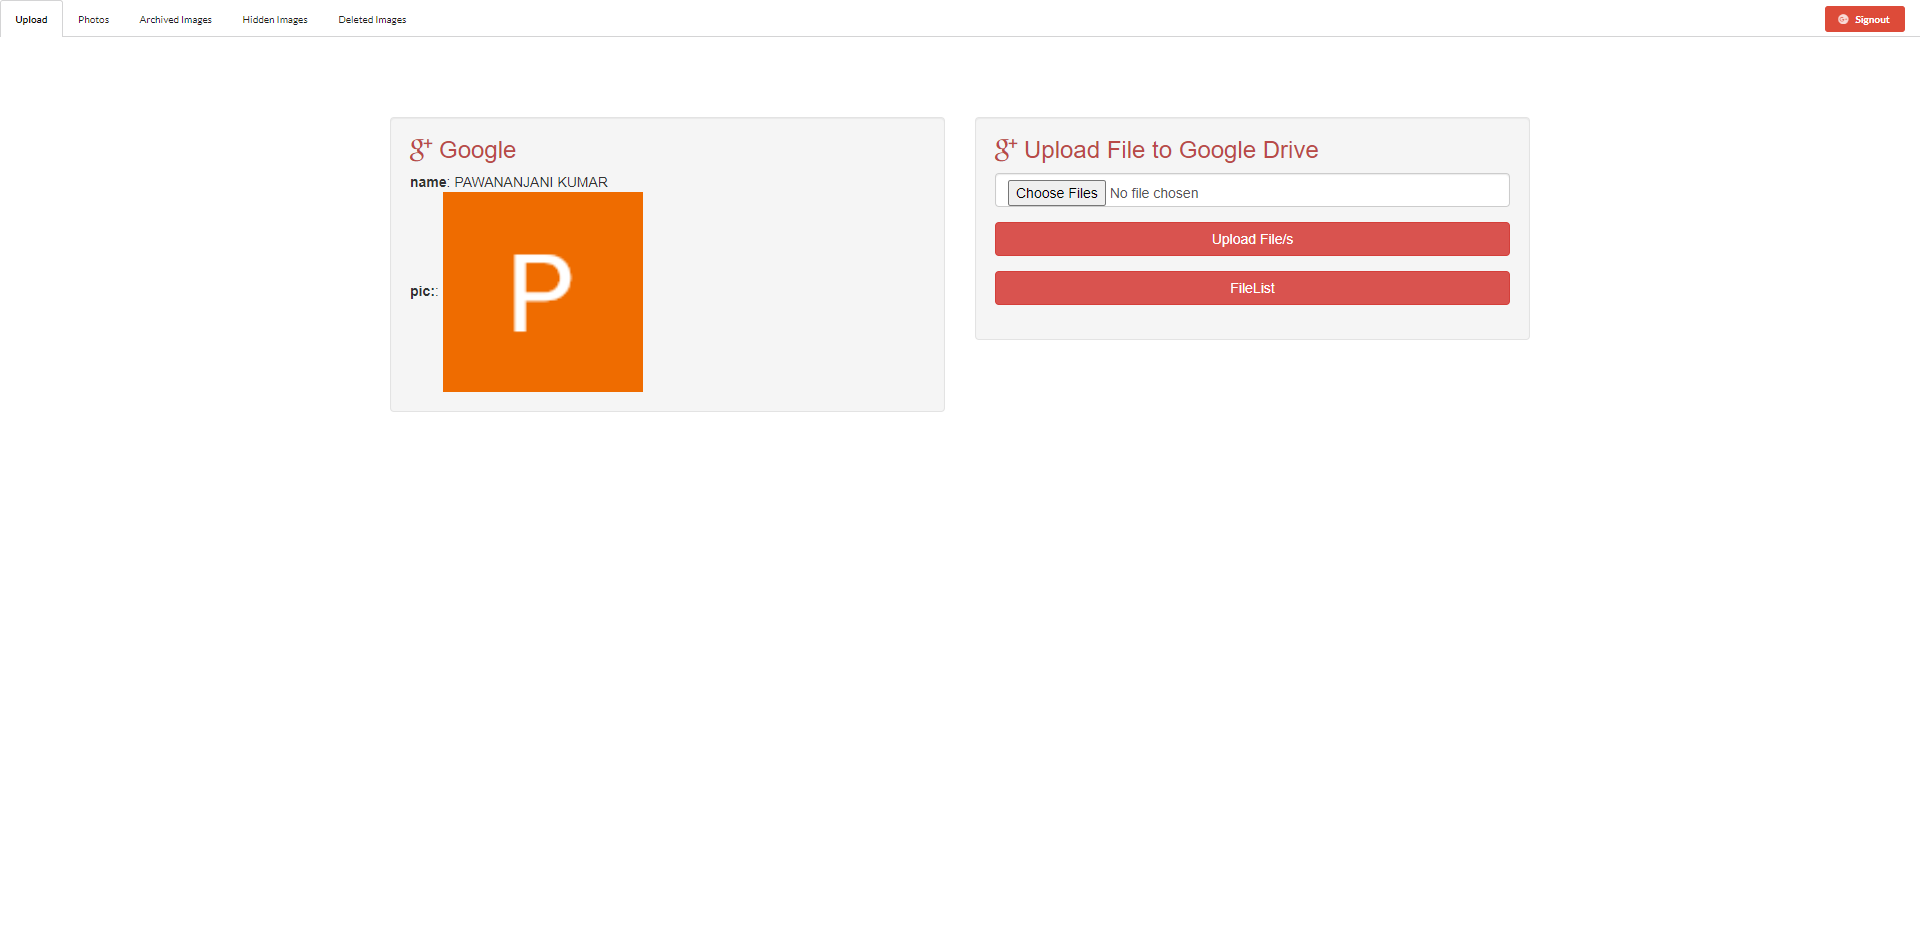 Upload Photos Archived Images Hidden Images Deleted Images Signout
g+ Google
name: PAWANANJANI KUMAR
pic::
P
g+ Upload File to Google Drive
Choose Files No file chosen
Upload File/s
FileList